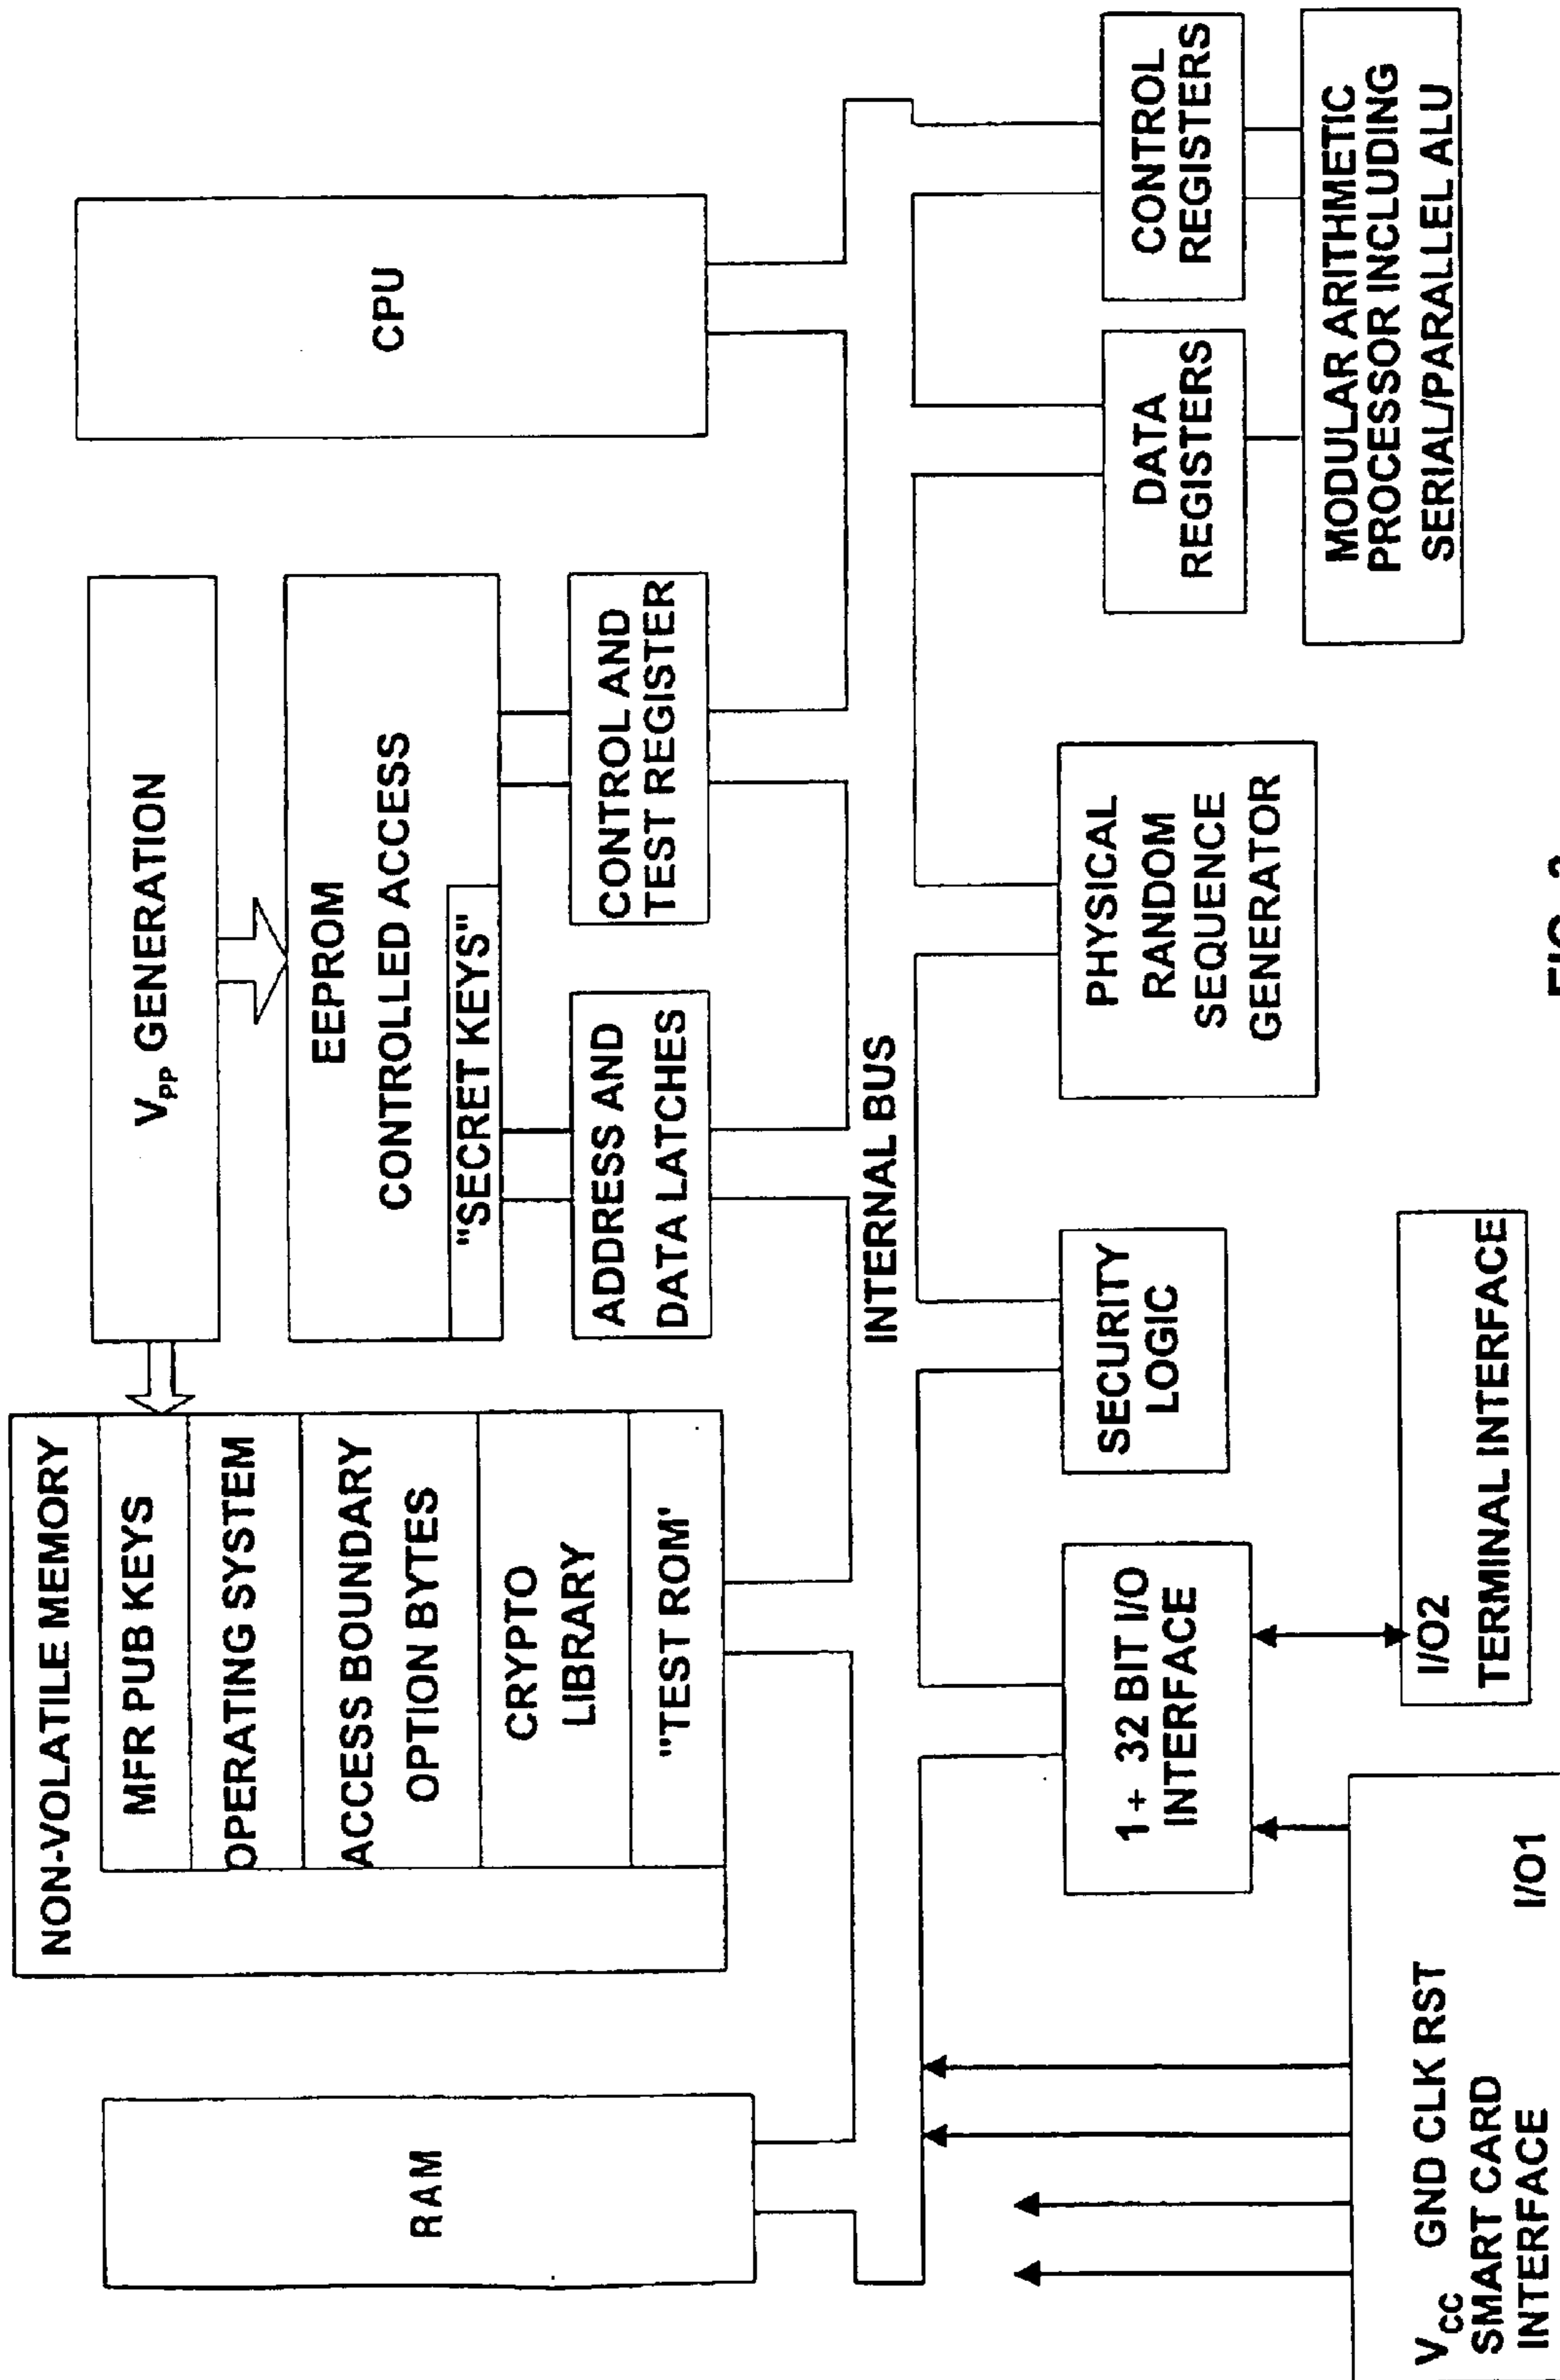 RAM
NON-VOLATILE MEMORY
MFR PUB KEYS
OPERATING SYSTEM
ACCESS BOUNDARY
OPTION BYTES
CRYPTO
LIBRARY
"TEST ROM'
VPP GENERATION
EEPROM
CONTROLLED ACCESS
"SECRET KEYS"
ADDRESS AND
DATA LATCHES
CONTROL AND
TEST REGISTER
CPU
INTERNAL BUS
1 + 32 BIT I/O
INTERFACE
SECURITY
LOGIC
PHYSICAL
RANDOM
SEQUENCE
GENERATOR
DATA
REGISTERS
CONTROL
REGISTERS
MODULAR ARITHMETIC
PROCESSOR INCLUDING
SERIAL/PARALLEL ALU
VCC GND CLK RST
SMART CARD
INTERFACE
I/O1
I/O2
TERMINAL INTERFACE